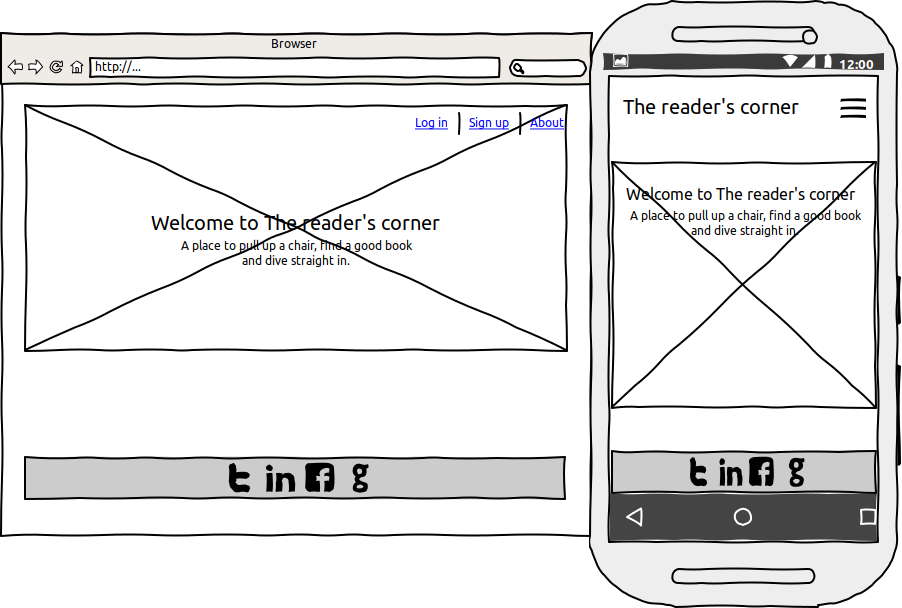 Browser
http://...
Log in
Sign up
About
Welcome to The reader's corner
A place to pull up a chair, find a good book
and dive straight in.
t in f g
12:00
The reader's corner
Welcome to The reader's corner
A place to pull up a chair, find a good book
and dive straight in.
t in f g